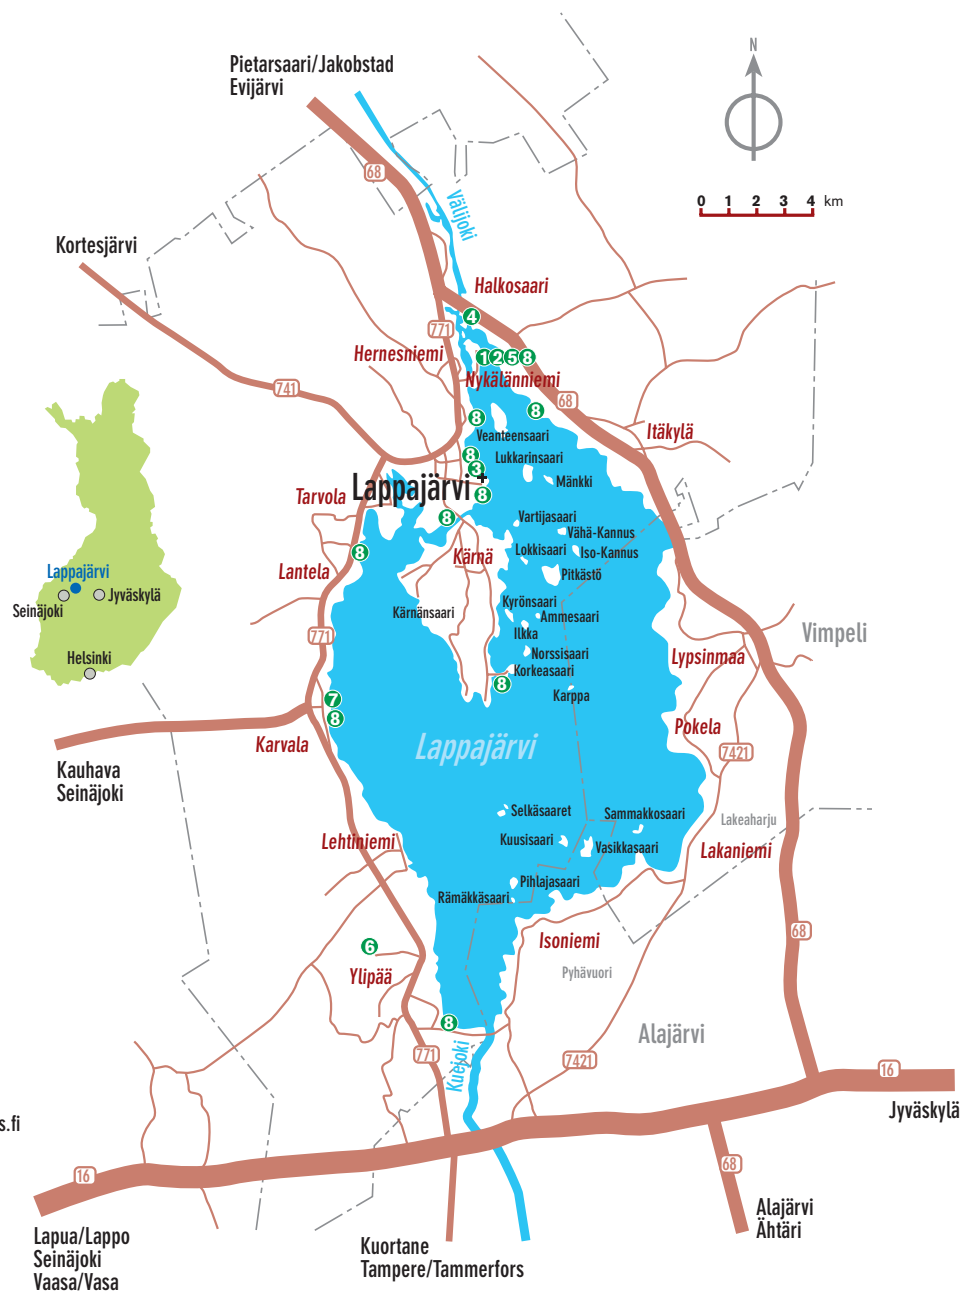 Pietarsaari/Jakobstad
Evijärvi
N
0 1 2 3 4 km
68
Välijoki
Kortesjärvi
Halkosaari
4
771
Hernesniemi
1 2 5 8
Nykälänniemi
741
68
8
8
Veanteensaari
Itäkylä
8
Lukkarinsaari
3
Mänkki
Lappajärvi
Tarvola
8
8
Vartijasaari
Vähä-Kannus
Lokkisaari
Iso-Kannus
8
Kärnä
Lantela
Pitkästö
Lappajärvi
Jyväskylä
Seinäjoki
Kyrönsaari
Kärnänsaari
Ammesaari
Ilkka
771
Vimpeli
Norssisaari
Lypsinmaa
Helsinki
Korkeasaari
8
Karppa
7
8
Pokela
Karvala
Lappajärvi
7421
Kauhava
Seinäjoki
Selkäsaaret
Sammakkosaari
Lakeaharju
Lehtiniemi
Kuusisaari
Vasikkasaari
Lakaniemi
Pihlajasaari
Rämäkkäsaari
68
6
Isoniemi
Ylipää
Pyhävuori
8
Alajärvi
771
Kuejoki
7421
16
Jyväskylä
s.fi
16
68
Alajärvi
Ähtäri
Lapua/Lappo
Seinäjoki
Vaasa/Vasa
Kuortane
Tampere/Tammerfors